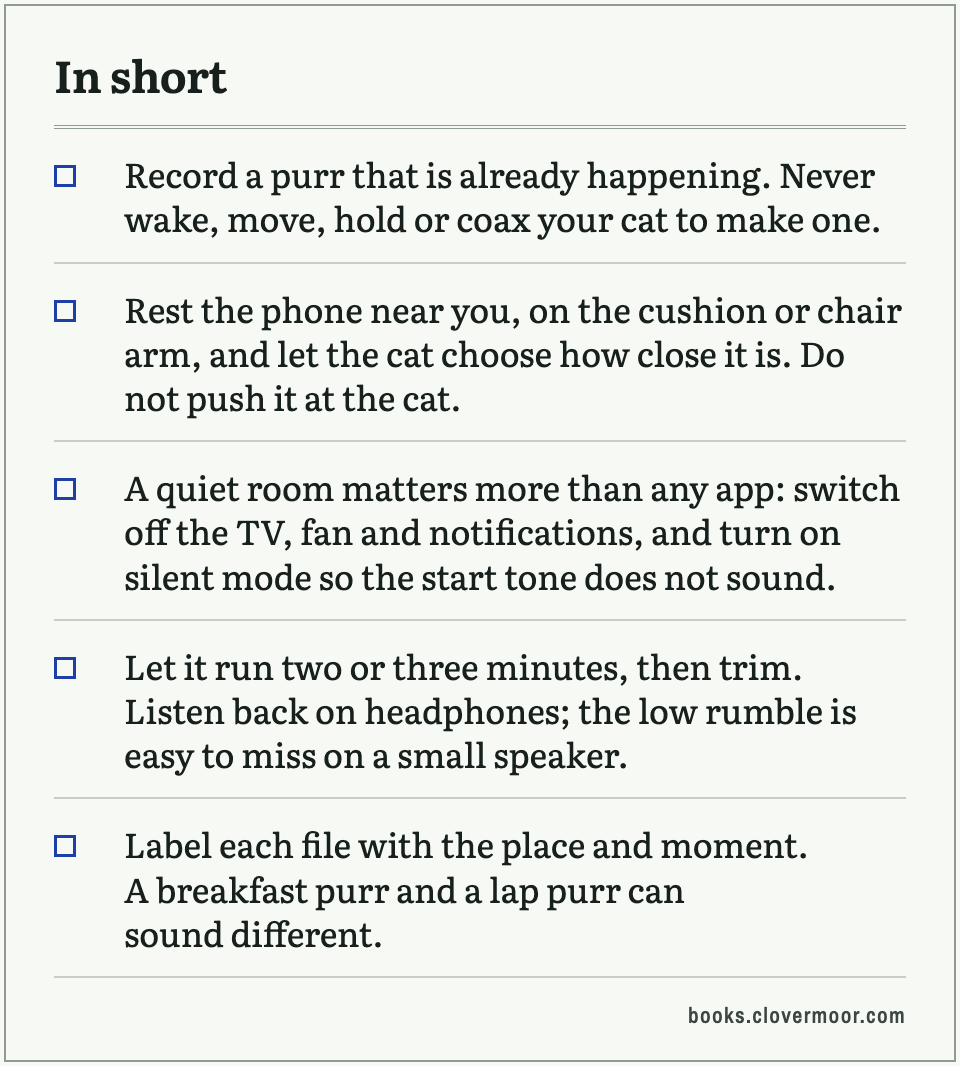 In short
Record a purr that is already happening. Never
wake, move, hold or coax your cat to make one.
Rest the phone near you, on the cushion or chair
arm, and let the cat choose how close it is. Do
not push it at the cat.
A quiet room matters more than any app: switch
off the TV, fan and notifications, and turn on
silent mode so the start tone does not sound.
Let it run two or three minutes, then trim.
Listen back on headphones; the low rumble is
easy to miss on a small speaker.
Label each file with the place and moment.
A breakfast purr and a lap purr can
sound different.
books.clovermoor.com